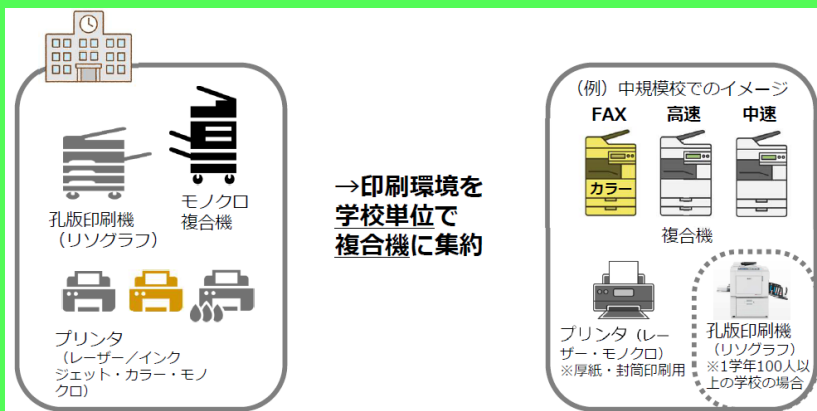 孔版印刷機
（リソグラフ）
モノクロ
複合機
プリンタ
（レーザー／インク
ジェット・カラー・モノ
クロ）
→印刷環境を
学校単位で
複合機に集約
（例）中規模校でのイメージ
FAX 高速 中速
カラー
複合機
プリンタ（レー
ザー・モノクロ）
※厚紙・封筒印刷用
孔版印刷機
（リソグラフ）
※1学年100人以
上の学校の場合